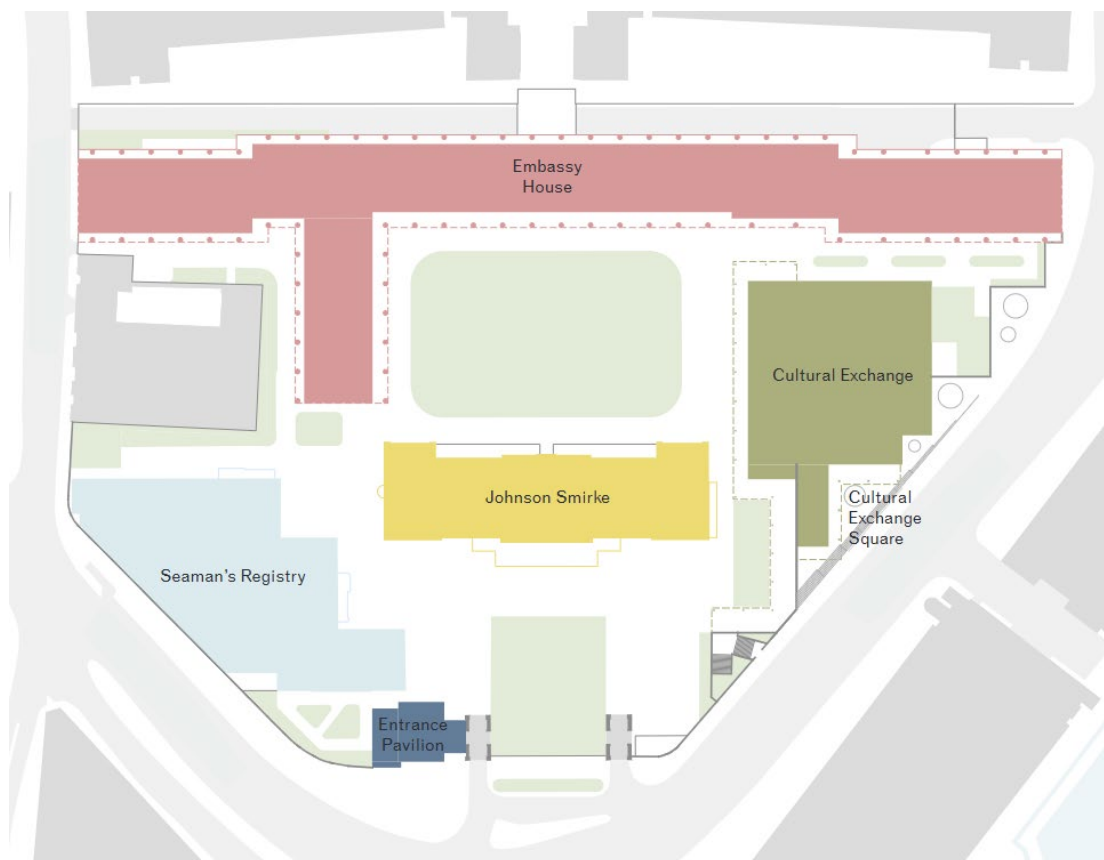 Embassy
House
Cultural Exchange
Johnson Smirke
Cultural
Exchange
Square
Seaman's Registry
Entrance
Pavilion